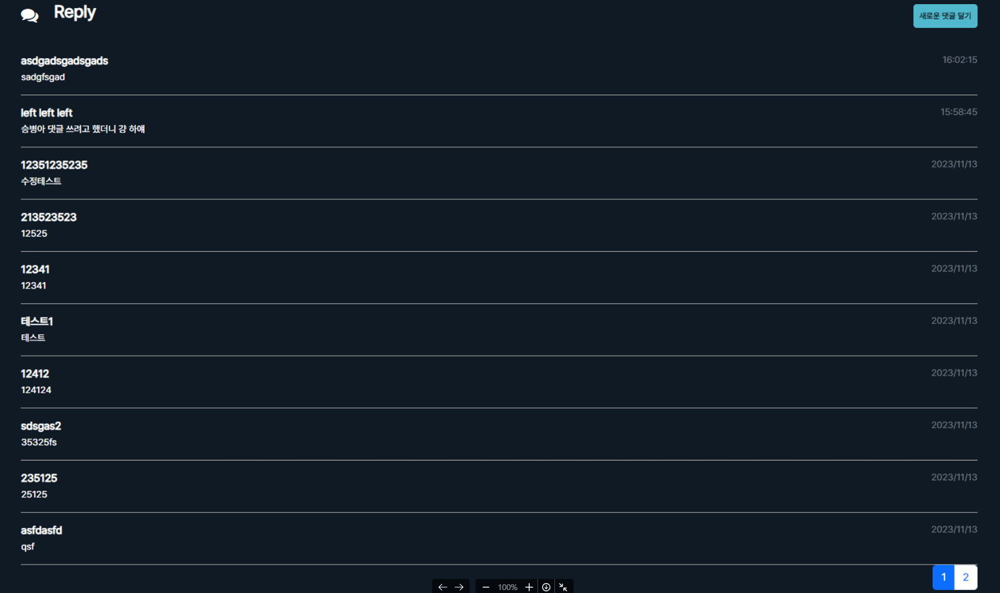 Reply
새로운 댓글 달기
asdgadsgadsgads
16:02:15
sadgfsgad
left left left
15:58:45
승병아 댓글 쓰려고 했더니 걍 하얘
12351235235
2023/11/13
수정테스트
213523523
2023/11/13
12525
12341
2023/11/13
12341
테스트1
2023/11/13
테스트
12412
2023/11/13
124124
sdsgas2
2023/11/13
35325fs
235125
2023/11/13
25125
asfdasfd
2023/11/13
qsf
1 2
100%